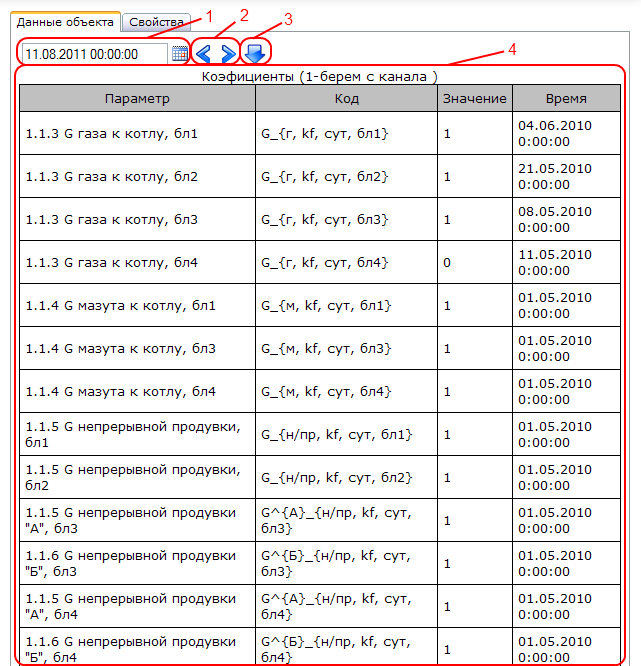 Данные объекта Свойства 1 2 3
11.08.2011 00:00:00
4
Коэфициенты (1-берем с канала )
Параметр Код Значение Время
1.1.3 G газа к котлу, бл1 G_{г, kf, сут, бл1} 1 04.06.2010
0:00:00
1.1.3 G газа к котлу, бл2 G_{г, kf, сут, бл2} 1 21.05.2010
0:00:00
1.1.3 G газа к котлу, бл3 G_{г, kf, сут, бл3} 1 08.05.2010
0:00:00
1.1.3 G газа к котлу, бл4 G_{г, kf, сут, бл4} 0 11.05.2010
0:00:00
1.1.4 G мазута к котлу, бл1 G_{м, kf, сут, бл1} 1 01.05.2010
0:00:00
1.1.4 G мазута к котлу, бл3 G_{м, kf, сут, бл3} 1 01.05.2010
0:00:00
1.1.4 G мазута к котлу, бл4 G_{м, kf, сут, бл4} 1 01.05.2010
0:00:00
1.1.5 G непрерывной продувки,
бл1 G_{н/пр, kf, сут, бл1} 1 01.05.2010
0:00:00
1.1.5 G непрерывной продувки,
бл2 G_{н/пр, kf, сут, бл2} 1 01.05.2010
0:00:00
1.1.5 G непрерывной продувки G^{А}_{н/пр, kf, сут, 1 01.05.2010
"А", бл3 бл3} 0:00:00
1.1.6 G непрерывной продувки G^{Б}_{н/пр, kf, сут, 1 01.05.2010
"Б", бл3 бл3} 0:00:00
1.1.5 G непрерывной продувки G^{А}_{н/пр, kf, сут, 1 01.05.2010
"А", бл4 бл4} 0:00:00
1.1.6 G непрерывной продувки G^{Б}_{н/пр, kf, сут, 1 01.05.2010
"Б", бл4 бл4} 0:00:00